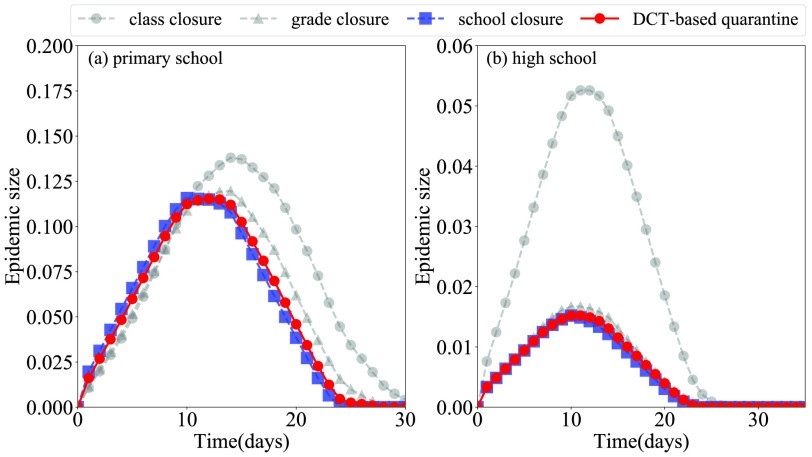 class closure grade closure school closure DCT-based quarantine
(a) primary school
Epidemic size
0.200
0.175
0.150
0.125
0.100
0.075
0.050
0.025
0.000
0 10 20 30
Time(days)
(b) high school
Epidemic size
0.06
0.05
0.04
0.03
0.02
0.01
0.00
0 10 20 30
Time(days)